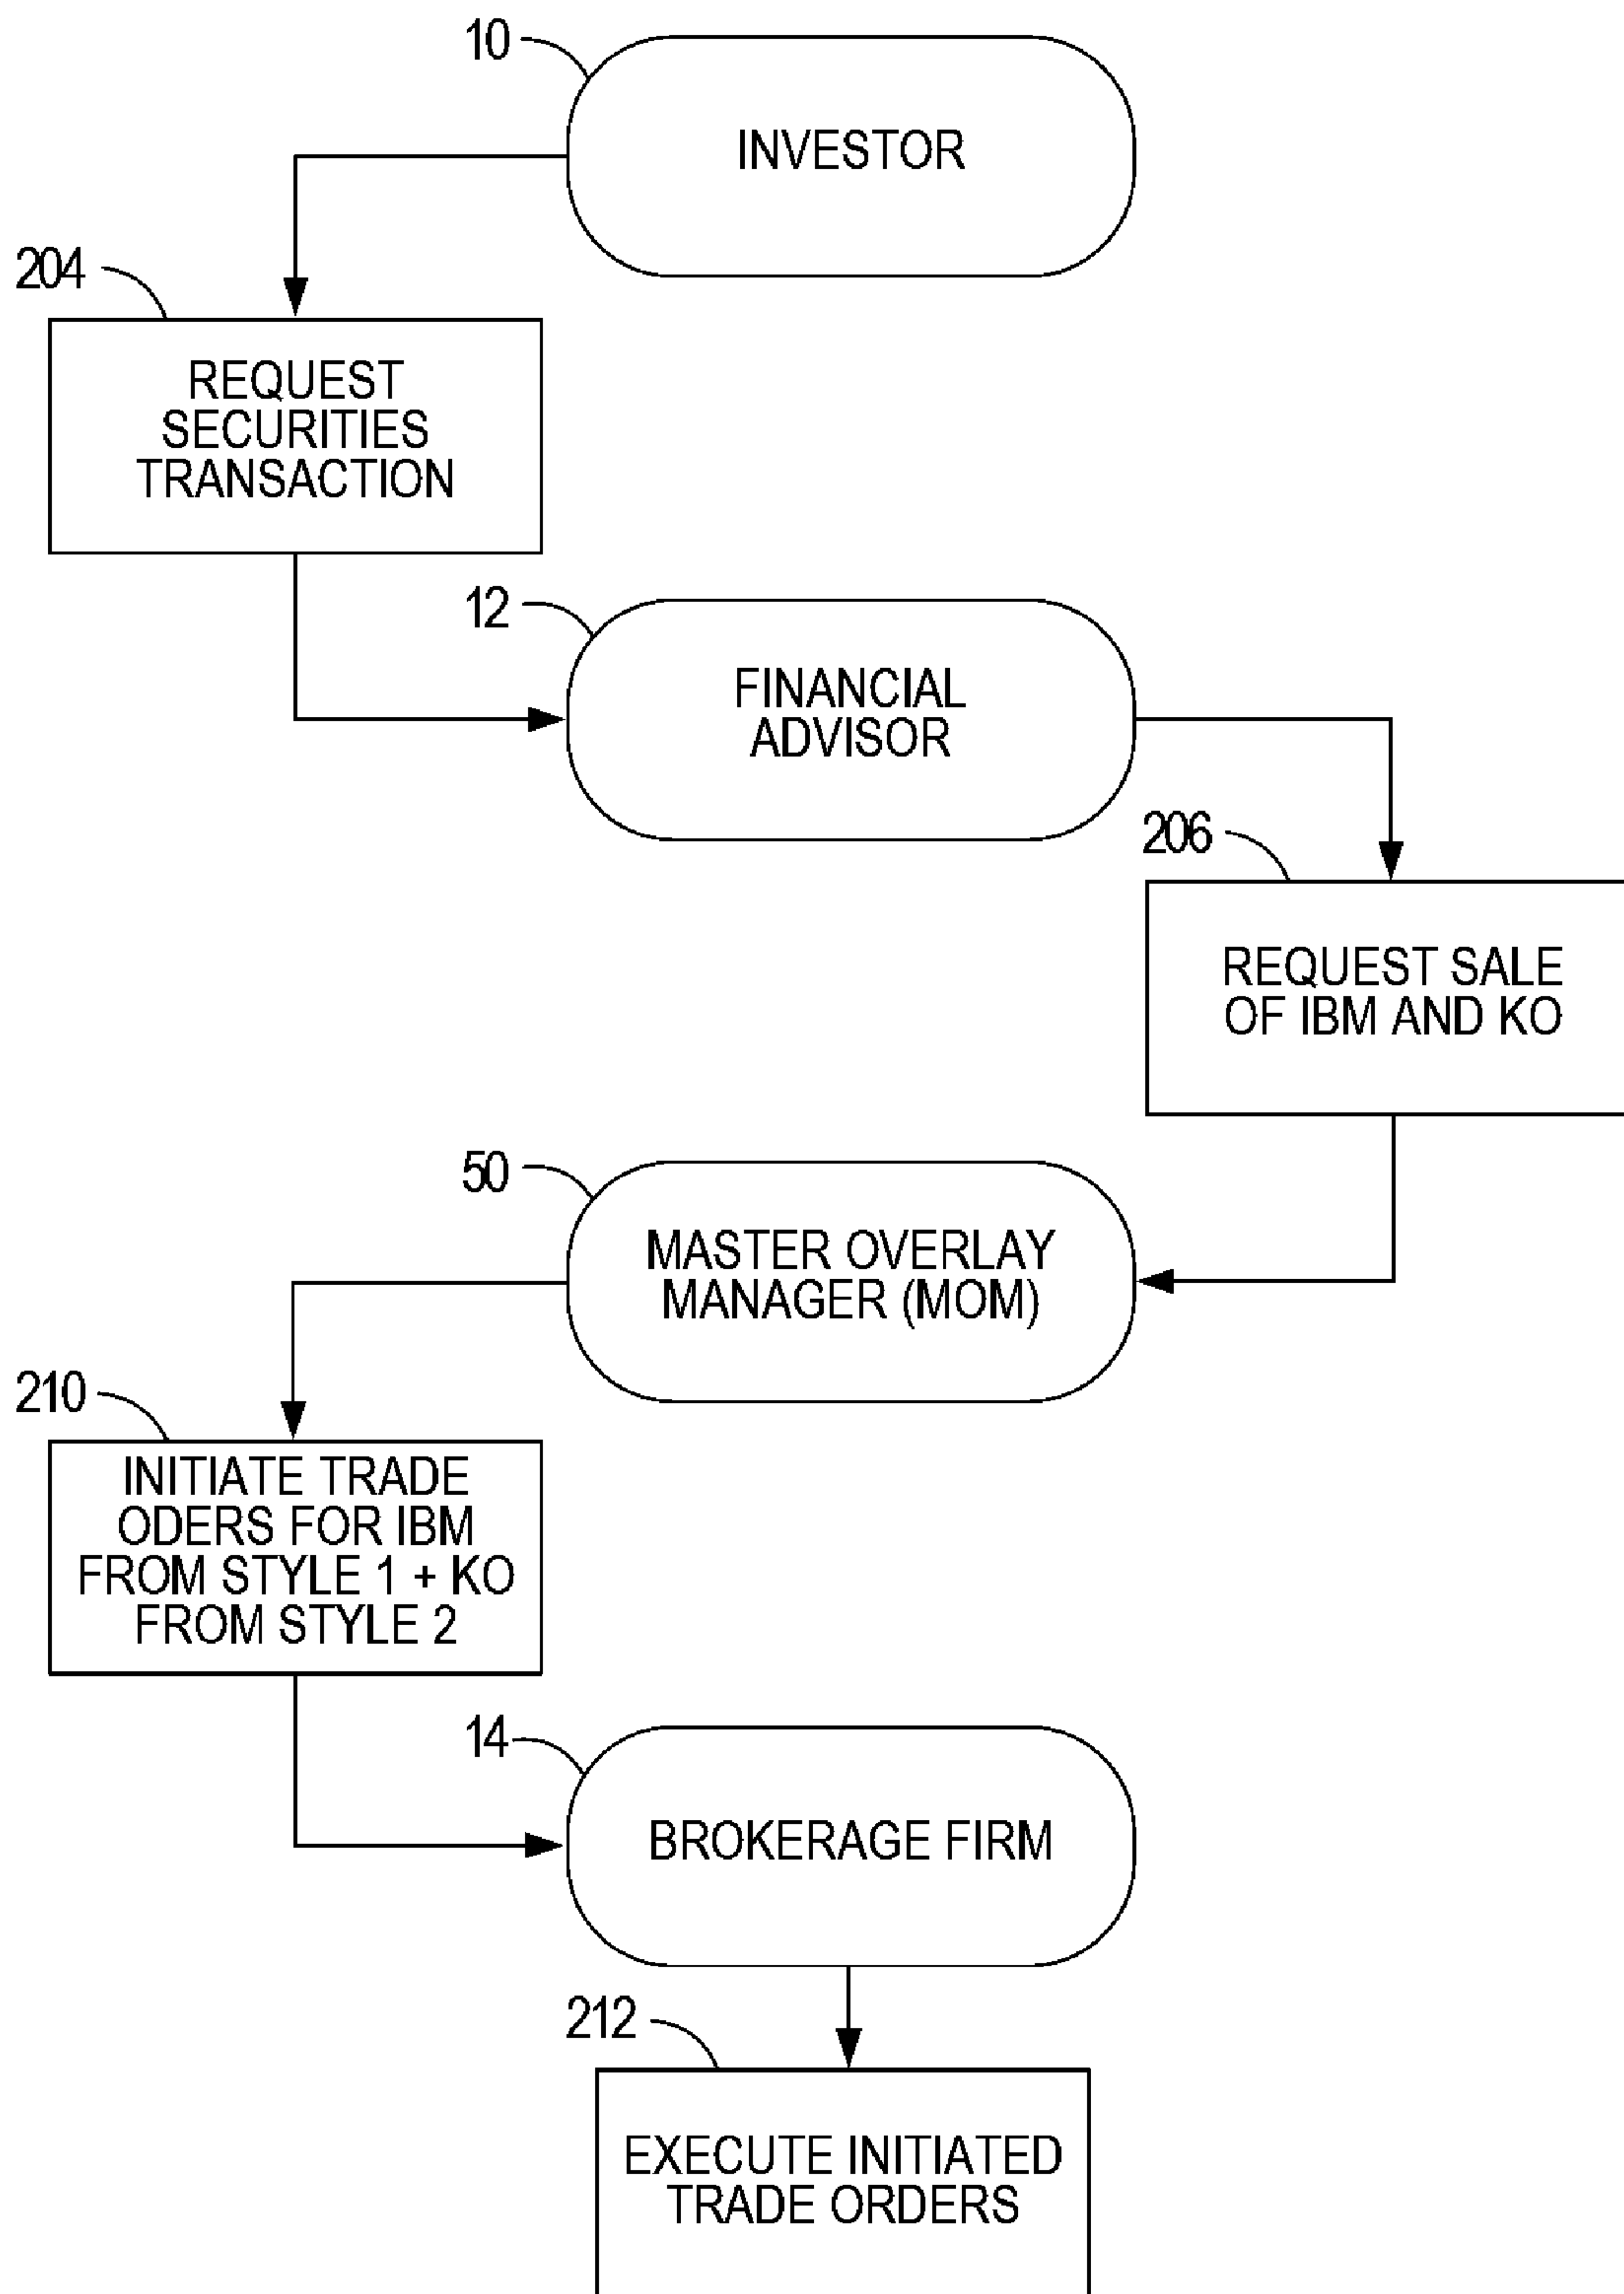 10
INVESTOR
204
REQUEST
SECURITIES
TRANSACTION
12
FINANCIAL
ADVISOR
206
REQUEST SALE
OF IBM AND KO
50
MASTER OVERLAY
MANAGER (MOM)
210
INITIATE TRADE
ODERS FOR IBM
FROM STYLE 1 + KO
FROM STYLE 2
14
BROKERAGE FIRM
212
EXECUTE INITIATED
TRADE ORDERS